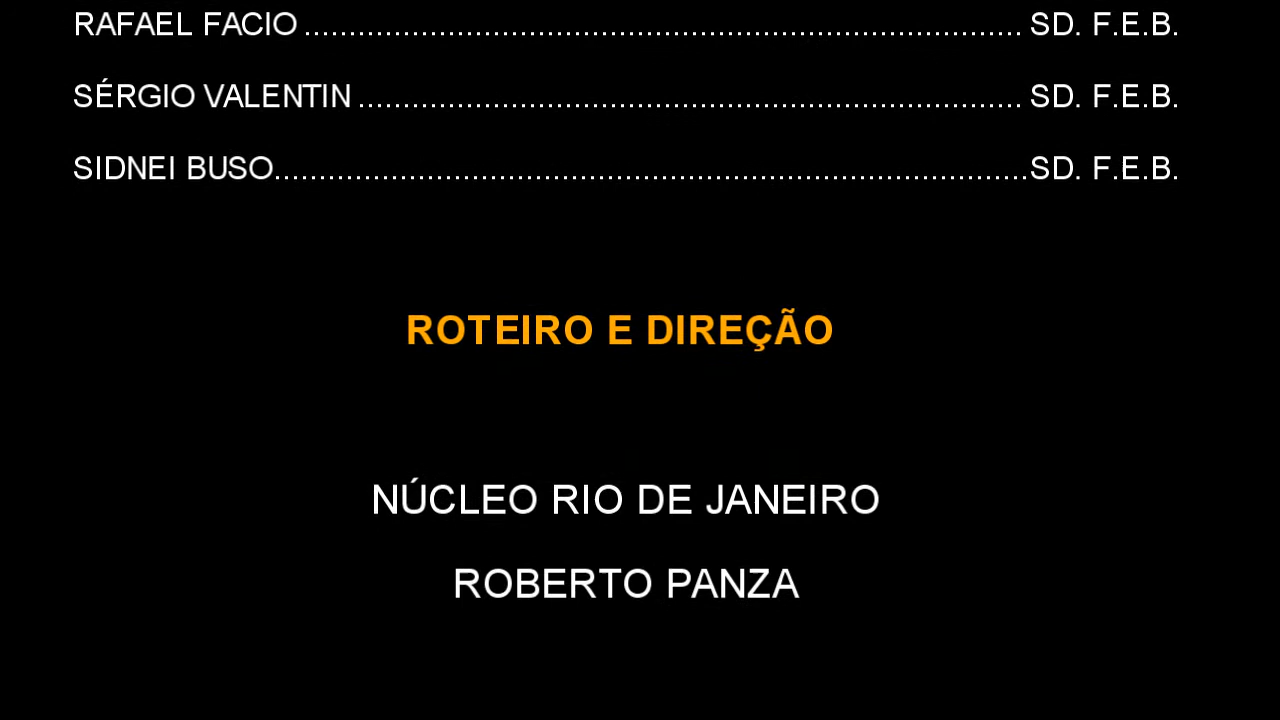 RAFAEL FACIO ................................................................................ SD. F.E.B.
SÉRGIO VALENTIN .......................................................................... SD. F.E.B.
SIDNEI BUSO....................................................................................SD. F.E.B.
ROTEIRO E DIREÇÃO
NÚCLEO RIO DE JANEIRO
ROBERTO PANZA